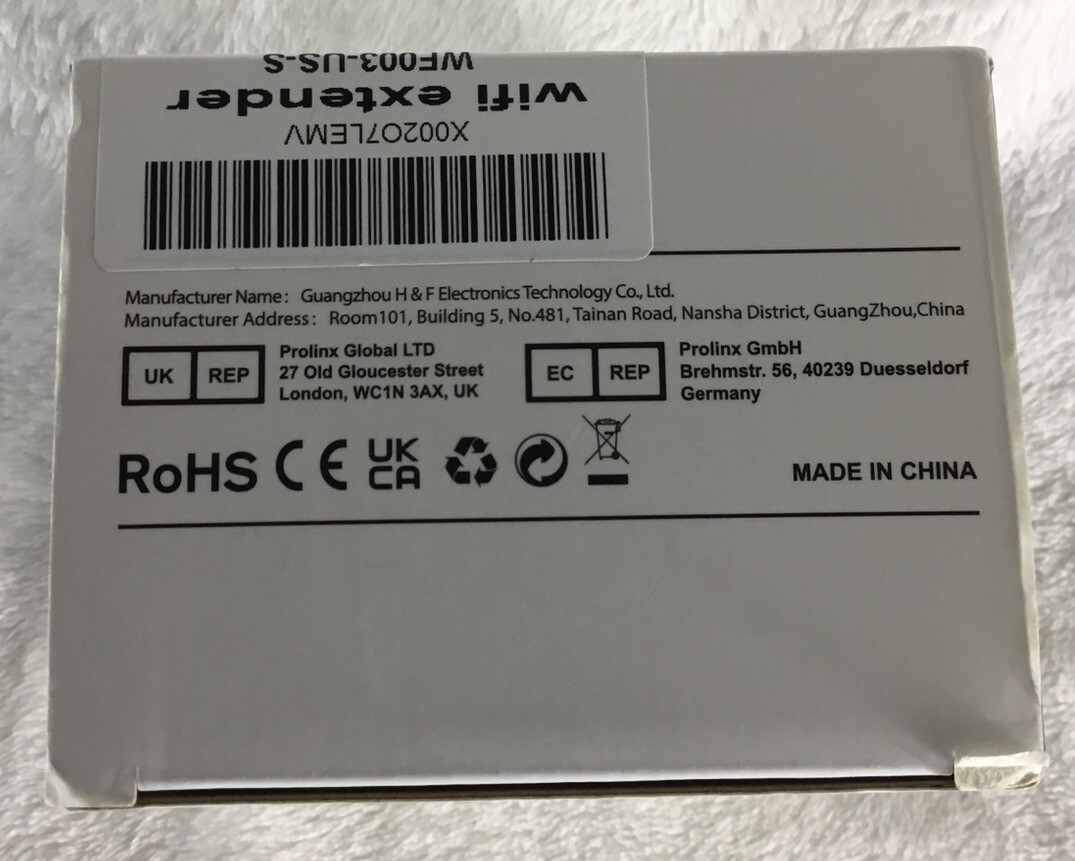 WF003-US-S
wifi extender
X002O7LEMV
Manufacturer Name: Guangzhou H & F Electronics Technology Co., Ltd.
Manufacturer Address: Room101, Building 5, No.481, Tainan Road, Nansha District, GuangZhou,China
UK REP
Prolinx Global LTD
27 Old Gloucester Street
London, WC1N 3AX, UK
EC REP
Prolinx GmbH
Brehmstr. 56, 40239 Duesseldorf
Germany
RoHS CE UK CA
MADE IN CHINA